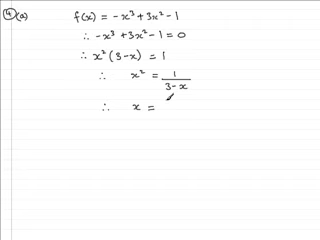 4 (a) f(x) = -x³ + 3x² - 1
∴ -x³ + 3x² - 1 = 0
∴ x² (3 - x) = 1
∴ x² = 1/(3 - x)
∴ x =